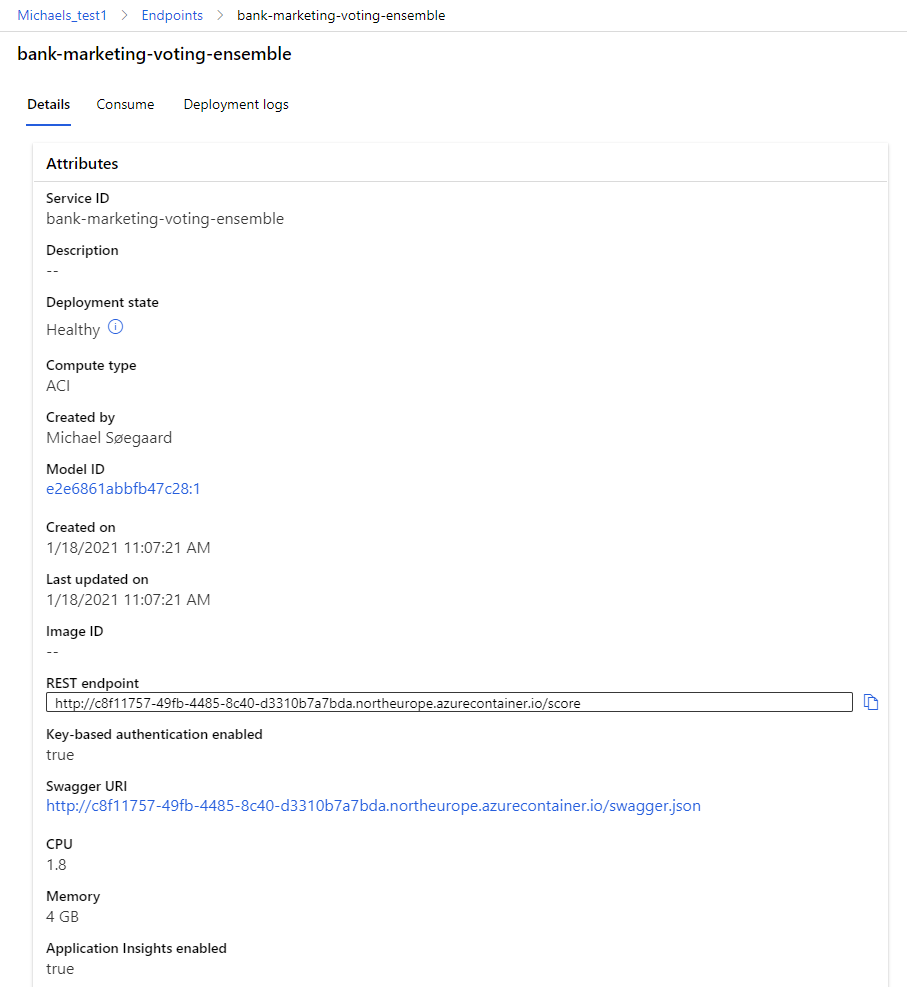 Michaels_test1 > Endpoints > bank-marketing-voting-ensemble
bank-marketing-voting-ensemble
Details Consume Deployment logs
Attributes
Service ID
bank-marketing-voting-ensemble
Description
--
Deployment state
Healthy
Compute type
ACI
Created by
Michael Søegaard
Model ID
e2e6861abbfb47c28:1
Created on
1/18/2021 11:07:21 AM
Last updated on
1/18/2021 11:07:21 AM
Image ID
--
REST endpoint
http://c8f11757-49fb-4485-8c40-d3310b7a7bda.northeurope.azurecontainer.io/score
Key-based authentication enabled
true
Swagger URI
http://c8f11757-49fb-4485-8c40-d3310b7a7bda.northeurope.azurecontainer.io/swagger.json
CPU
1.8
Memory
4 GB
Application Insights enabled
true